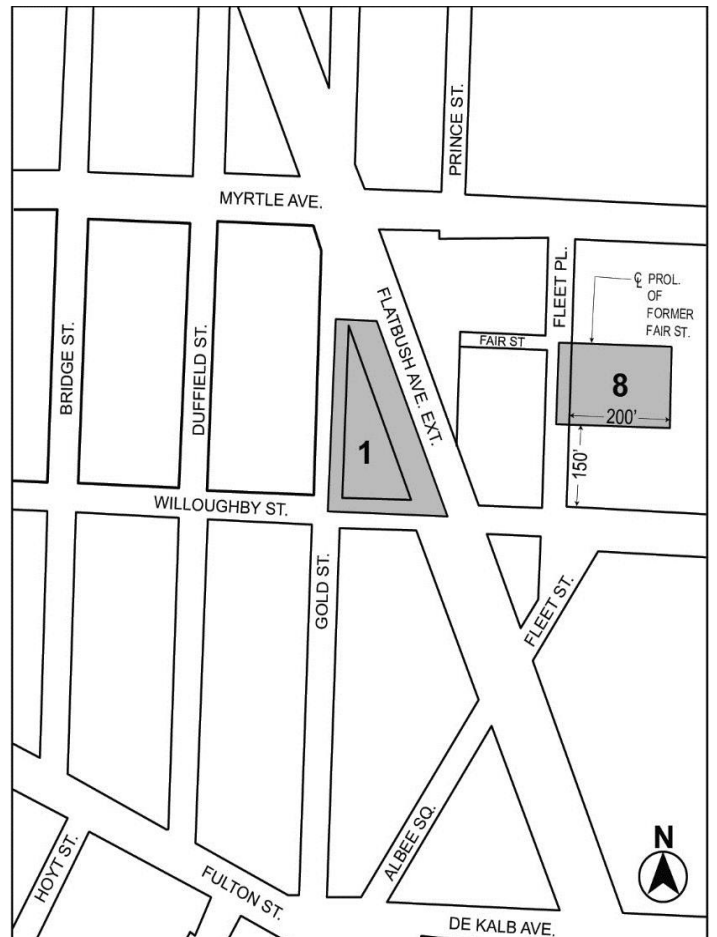 PRINCE ST.
MYRTLE AVE.
FLEET PL.
℄ PROL.
OF
FORMER
FAIR ST.
FLATBUSH AVE. EXT.
FAIR ST
BRIDGE ST.
DUFFIELD ST.
8
200'
1
150'
WILLOUGHBY ST.
GOLD ST.
FLEET ST.
ALBEE SQ.
N
HOYT ST.
FULTON ST.
DE KALB AVE.